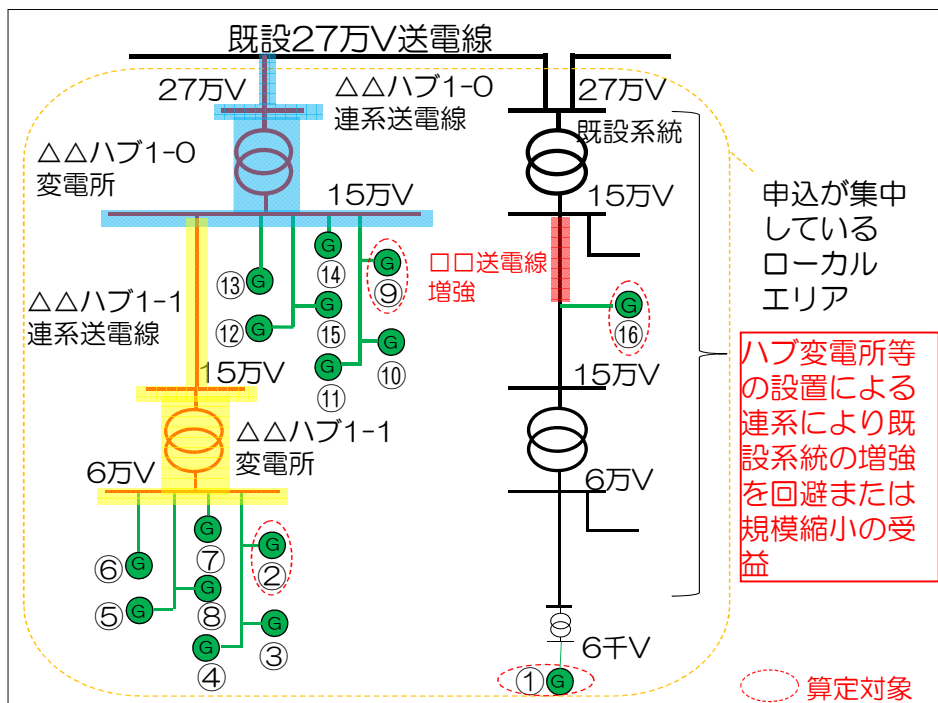 既設27万V送電線
27万V
△△ハブ1-0
連系送電線
27万V
既設系統
△△ハブ1-0
変電所
15万V
15万V
申込が集中
している
ローカル
エリア
G
⑬
G
⑭
G
⑨
□□送電線
増強
G
⑯
△△ハブ1-1
連系送電線
G
⑫
G
⑮
G
⑪
G
⑩
15万V
15万V
ハブ変電所等
の設置による
連系により既
設系統の増強
を回避または
規模縮小の受
益
△△ハブ1-1
変電所
6万V
6万V
G
⑥
G
⑦
G
②
G
⑤
G
⑧
G
④
G
③
6千V
①
G
算定対象